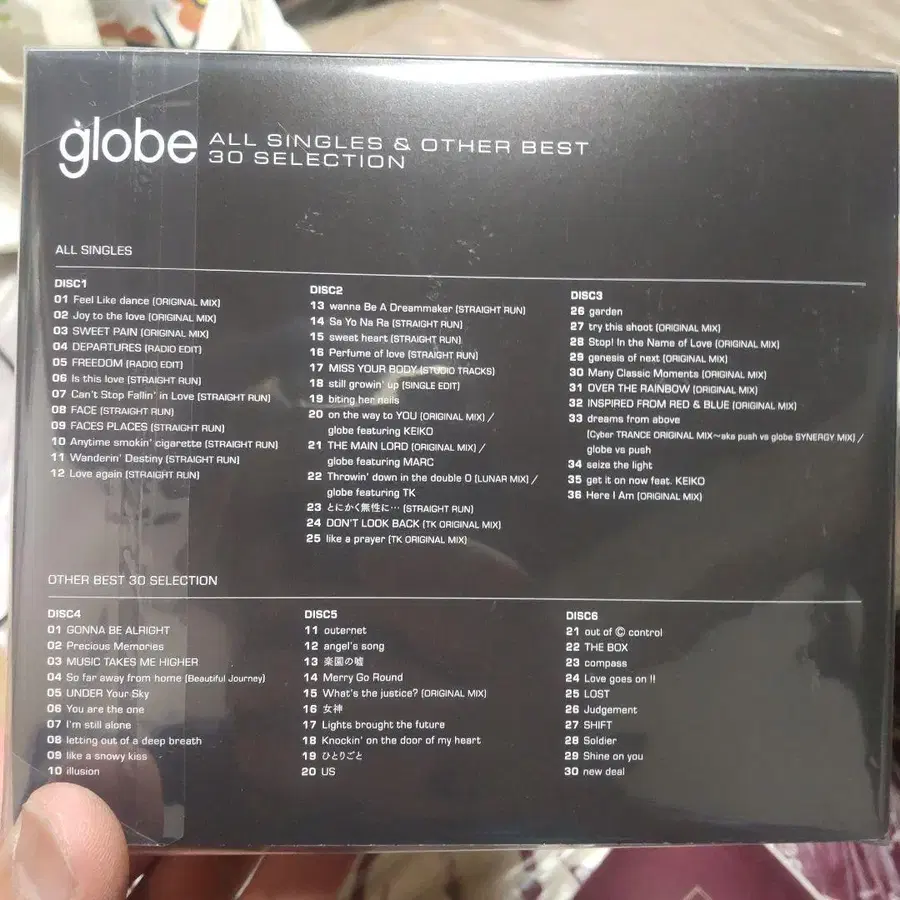 globe ALL SINGLES & OTHER BEST
30 SELECTION
ALL SINGLES
DISC1
01 Feel Like dance (ORIGINAL MIX)
02 Joy to the love (ORIGINAL MIX)
03 SWEET PAIN (ORIGINAL MIX)
04 DEPARTURES (RADIO EDIT)
05 FREEDOM (RADIO EDIT)
06 Is this love (STRAIGHT RUN)
07 Can't Stop Fallin' in Love (STRAIGHT RUN)
08 FACE (STRAIGHT RUN)
09 FACES PLACES (STRAIGHT RUN)
10 Anytime smokin' cigarette (STRAIGHT RUN)
11 Wanderin' Destiny (STRAIGHT RUN)
12 Love again (STRAIGHT RUN)
DISC2
13 wanna Be A Dreammaker (STRAIGHT RUN)
14 Sa Yo Na Ra (STRAIGHT RUN)
15 sweet heart (STRAIGHT RUN)
16 Perfume of love (STRAIGHT RUN)
17 MISS YOUR BODY (STUDIO TRACKS)
18 still growin' up (SINGLE EDIT)
19 biting her nails
20 on the way to YOU (ORIGINAL MIX) /
globe featuring KEIKO
21 THE MAIN LORD (ORIGINAL MIX) /
globe featuring MARC
22 Throwin' down in the double O (LUNAR MIX) /
globe featuring TK
23 とにかく無性に… (STRAIGHT RUN)
24 DON'T LOOK BACK (TK ORIGINAL MIX)
25 like a prayer (TK ORIGINAL MIX)
DISC3
26 garden
27 try this shoot (ORIGINAL MIX)
28 Stop! In the Name of Love (ORIGINAL MIX)
29 genesis of next (ORIGINAL MIX)
30 Many Classic Moments (ORIGINAL MIX)
31 OVER THE RAINBOW (ORIGINAL MIX)
32 INSPIRED FROM RED & BLUE (ORIGINAL MIX)
33 dreams from above
(Cyber TRANCE ORIGINAL MIX～aka push vs globe SYNERGY MIX) /
globe vs push
34 seize the light
35 get it on now feat. KEIKO
36 Here I Am (ORIGINAL MIX)
OTHER BEST 30 SELECTION
DISC4
01 GONNA BE ALRIGHT
02 Precious Memories
03 MUSIC TAKES ME HIGHER
04 So far away from home (Beautiful Journey)
05 UNDER Your Sky
06 You are the one
07 I'm still alone
08 letting out of a deep breath
09 like a snowy kiss
10 illusion
DISC5
11 outernet
12 angel's song
13 楽園の嘘
14 Merry Go Round
15 What's the justice? (ORIGINAL MIX)
16 女神
17 Lights brought the future
18 Knockin' on the door of my heart
19 ひとりごと
20 US
DISC6
21 out of © control
22 THE BOX
23 compass
24 Love goes on !!
25 LOST
26 Judgement
27 SHIFT
28 Soldier
29 Shine on you
30 new deal